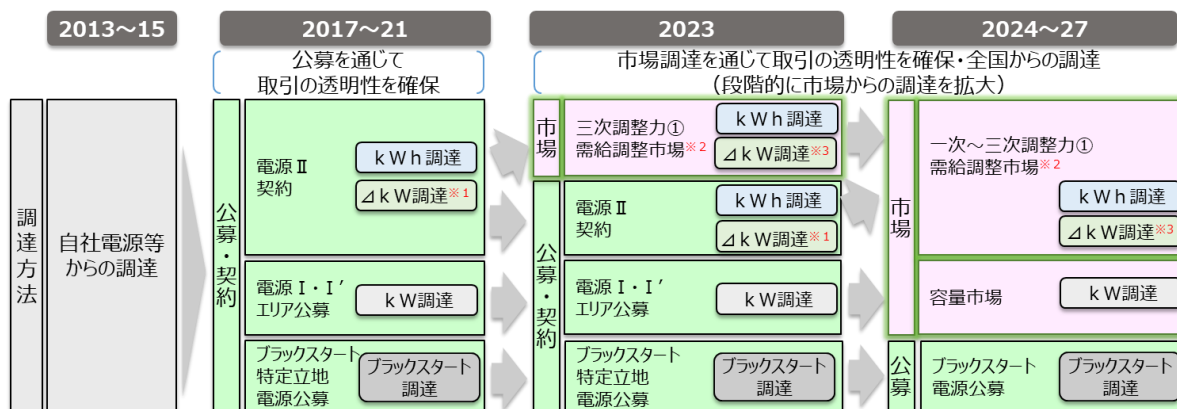 2013～15
2017～21
2023
2024～27
公募を通じて
取引の透明性を確保
市場調達を通じて取引の透明性を確保・全国からの調達
（段階的に市場からの調達を拡大）
調達方法
自社電源等
からの調達
公募・契約
電源Ⅱ
契約
ｋＷｈ調達
⊿ｋＷ調達※１
電源Ⅰ・Ⅰ’
エリア公募
ｋＷ調達
ブラックスタート
特定立地
電源公募
ブラックスタート
調達
市場
三次調整力①
需給調整市場※２
ｋＷｈ調達
⊿ｋＷ調達※３
公募・契約
電源Ⅱ
契約
ｋＷｈ調達
⊿ｋＷ調達※１
電源Ⅰ・Ⅰ’
エリア公募
ｋＷ調達
ブラックスタート
特定立地
電源公募
ブラックスタート
調達
市場
一次～三次調整力①
需給調整市場※２
ｋＷｈ調達
⊿ｋＷ調達※３
容量市場
ｋＷ調達
公募
ブラックスタート
電源公募
ブラックスタート
調達